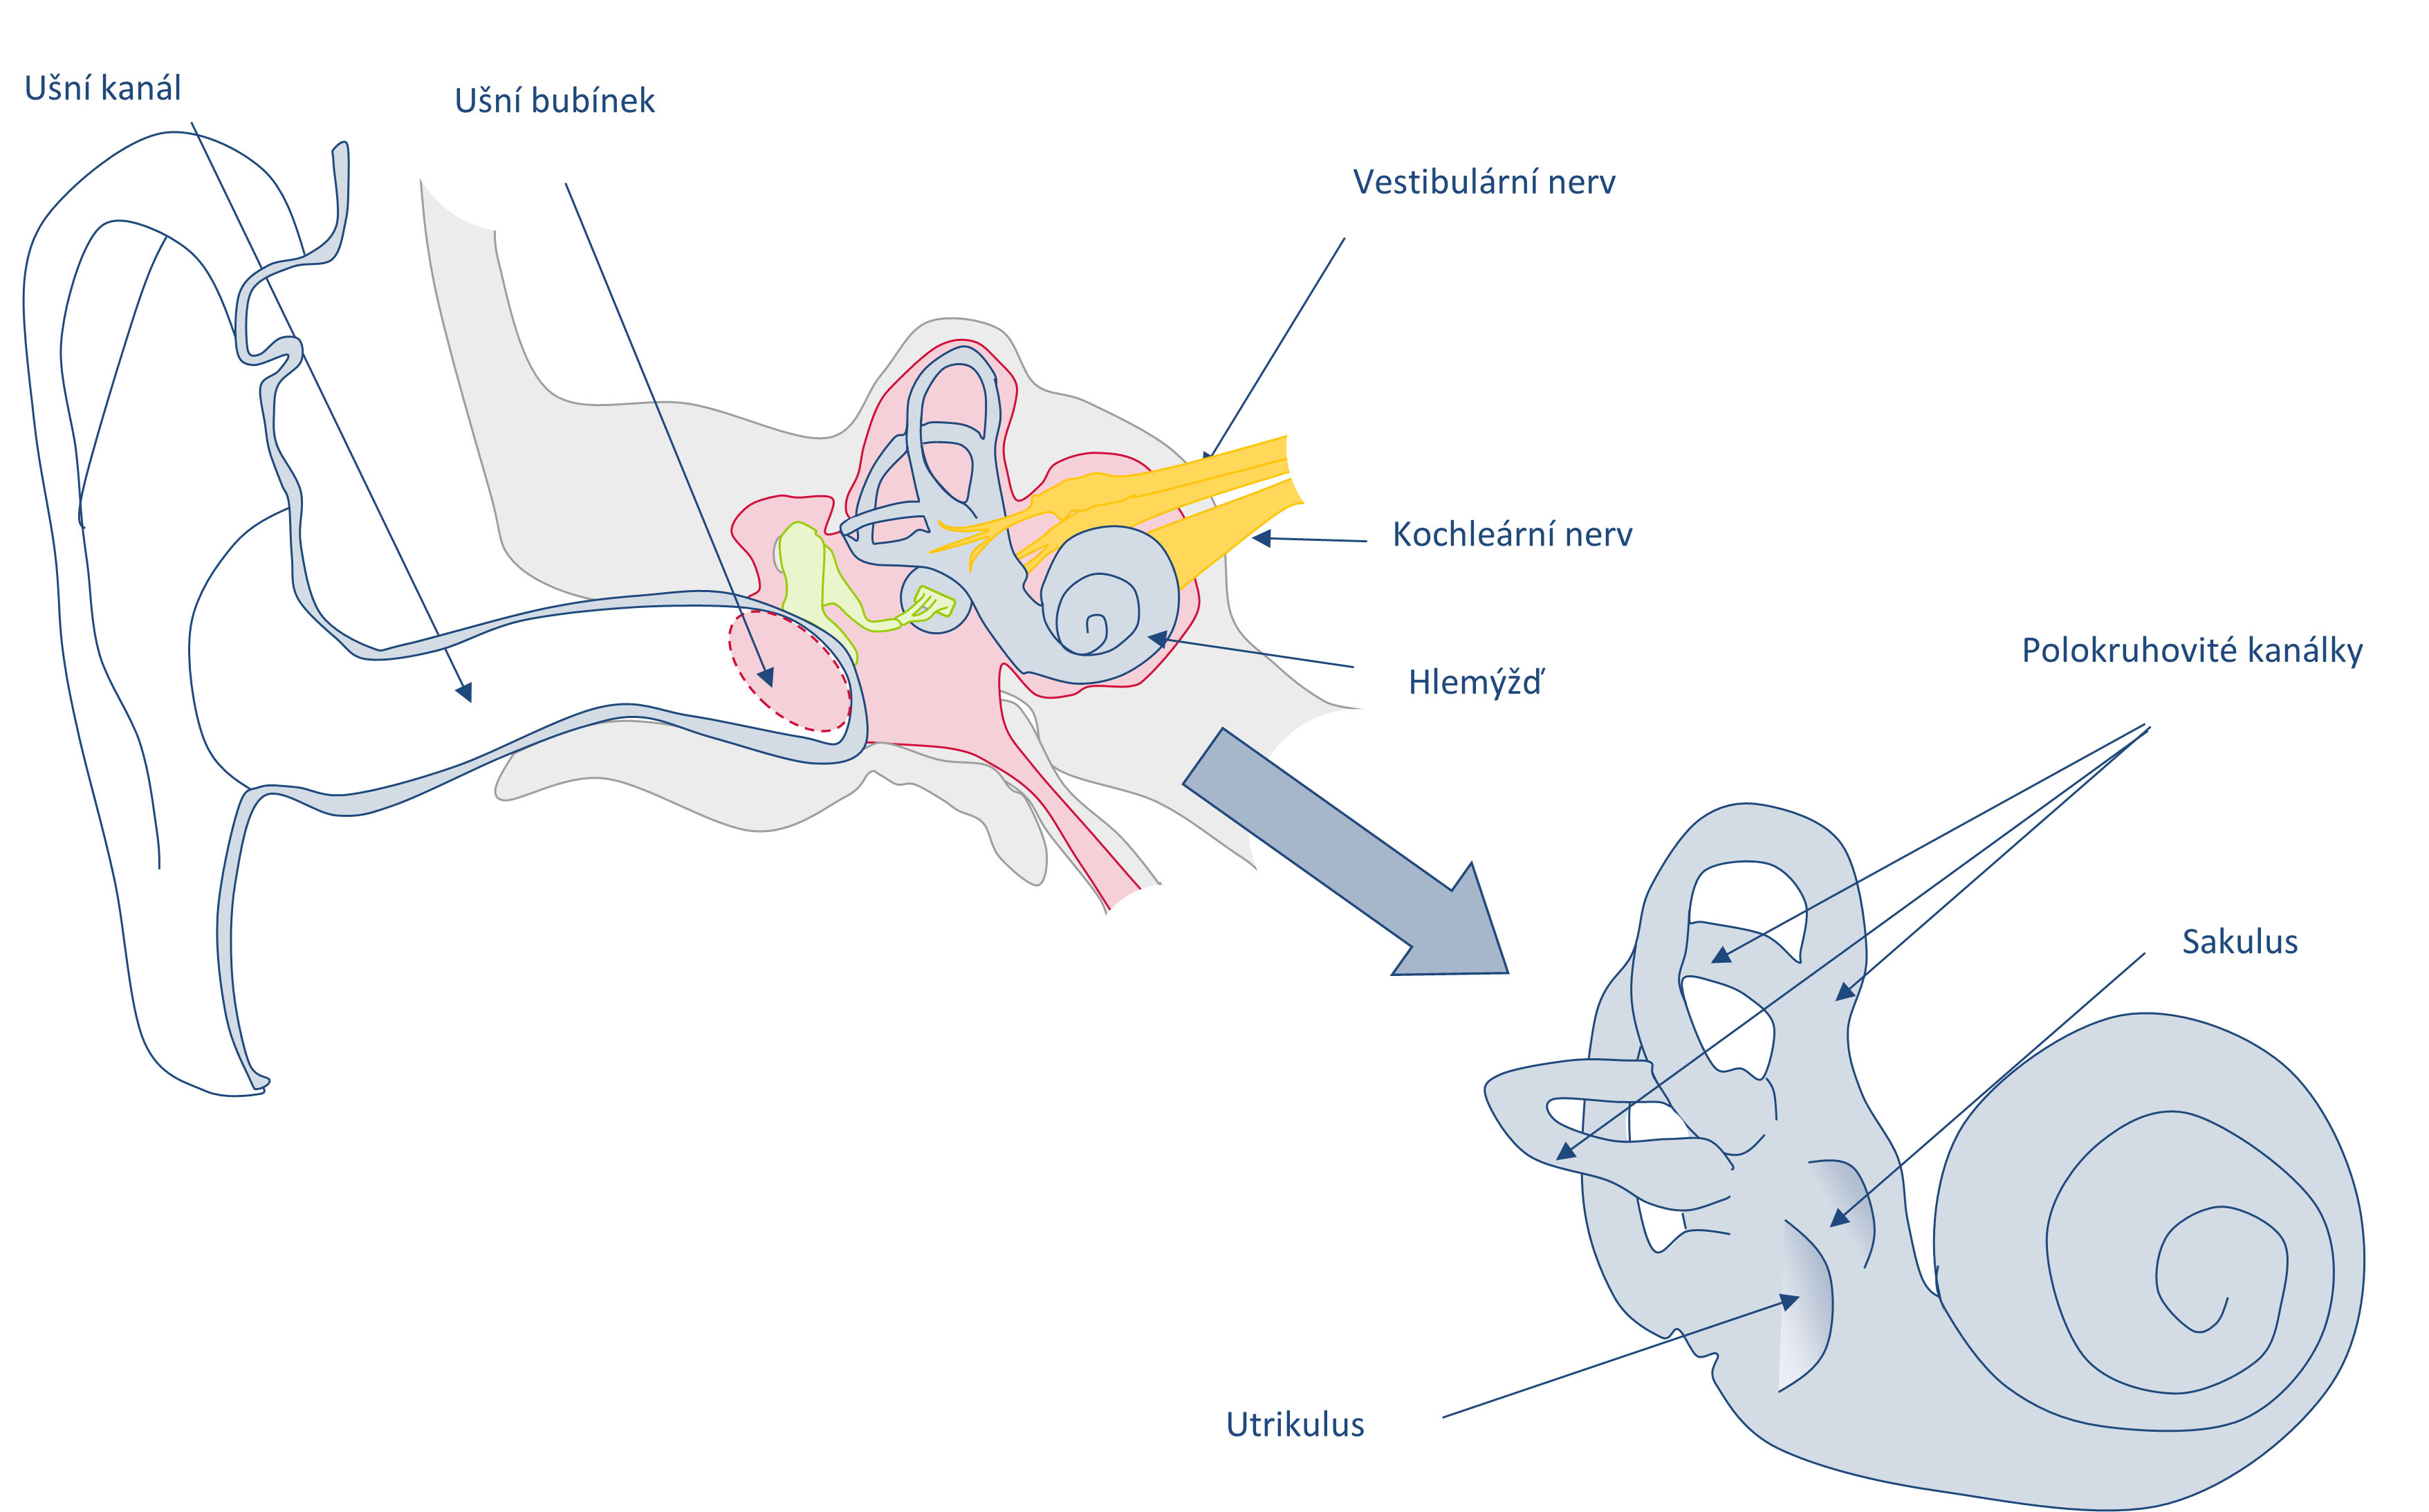 Ušní kanál
Ušní bubínek
Vestibulární nerv
Kochleární nerv
Hlemýžď
Polokruhovité kanálky
Sakulus
Utrikulus